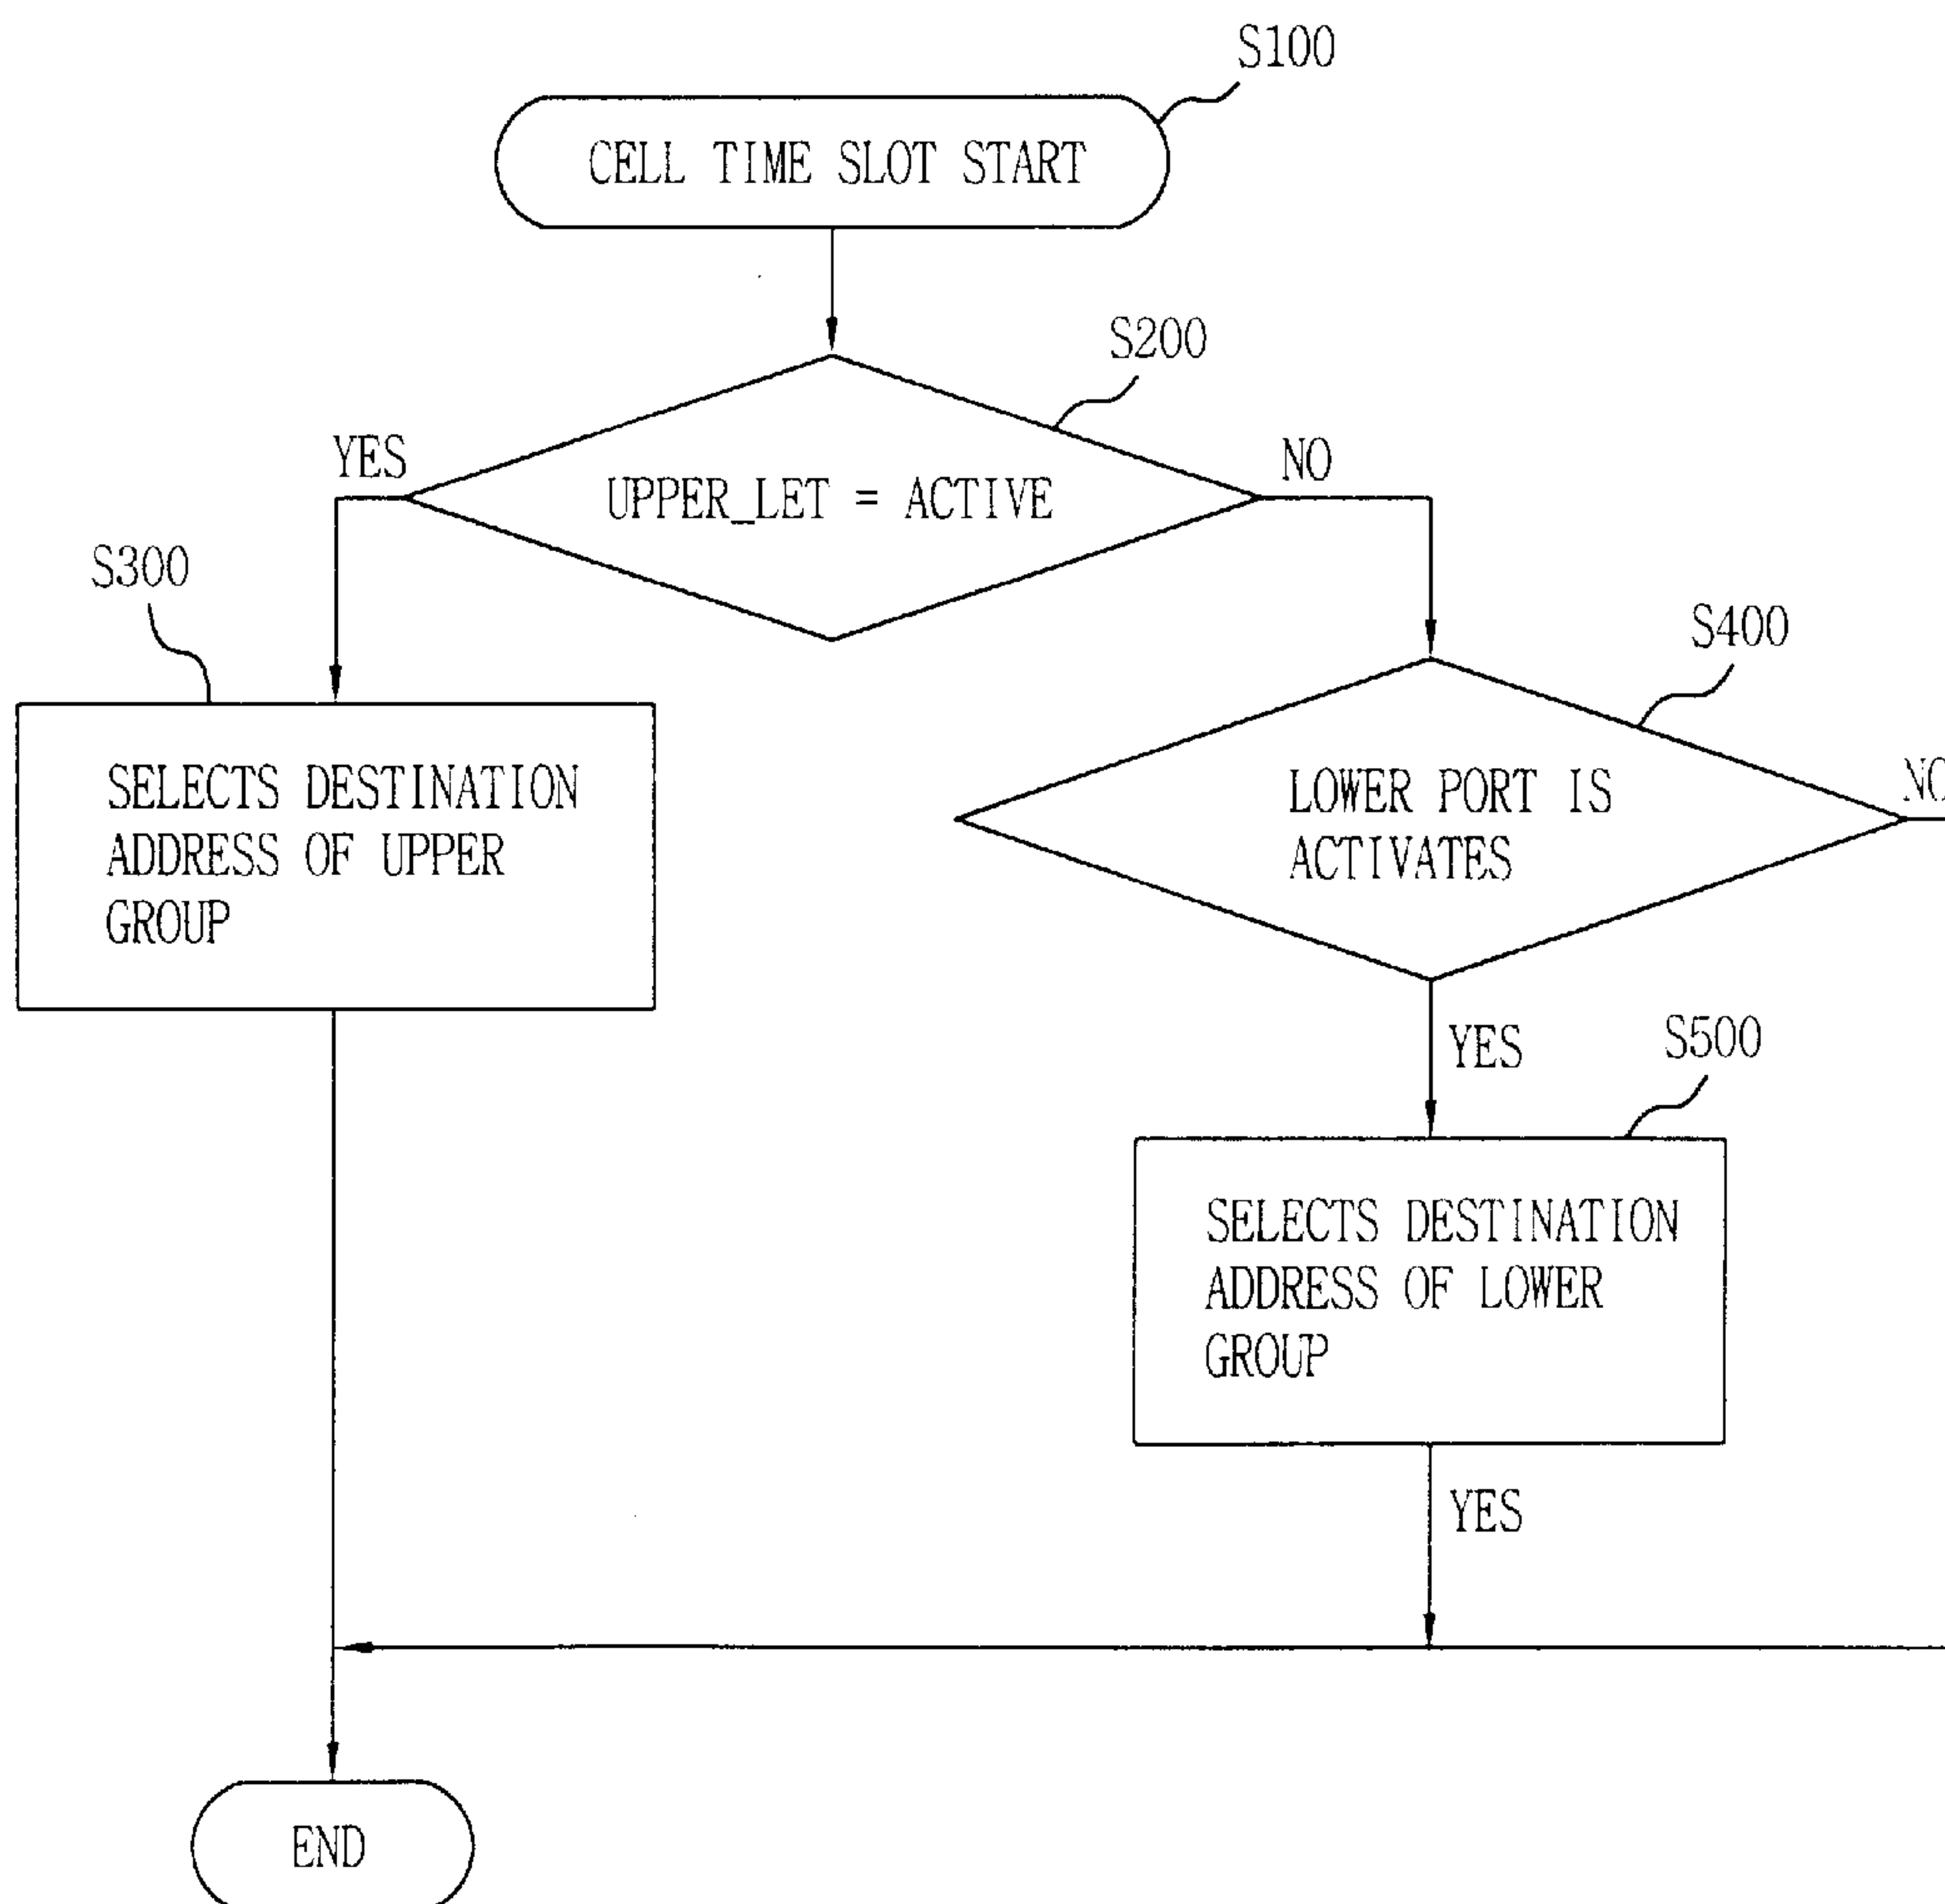 S100
CELL TIME SLOT START
S200
YES
NO
UPPER_LET = ACTIVE
S300
S400
SELECTS DESTINATION
ADDRESS OF UPPER
GROUP
LOWER PORT IS
ACTIVATES
NO
YES
S500
SELECTS DESTINATION
ADDRESS OF LOWER
GROUP
YES
END